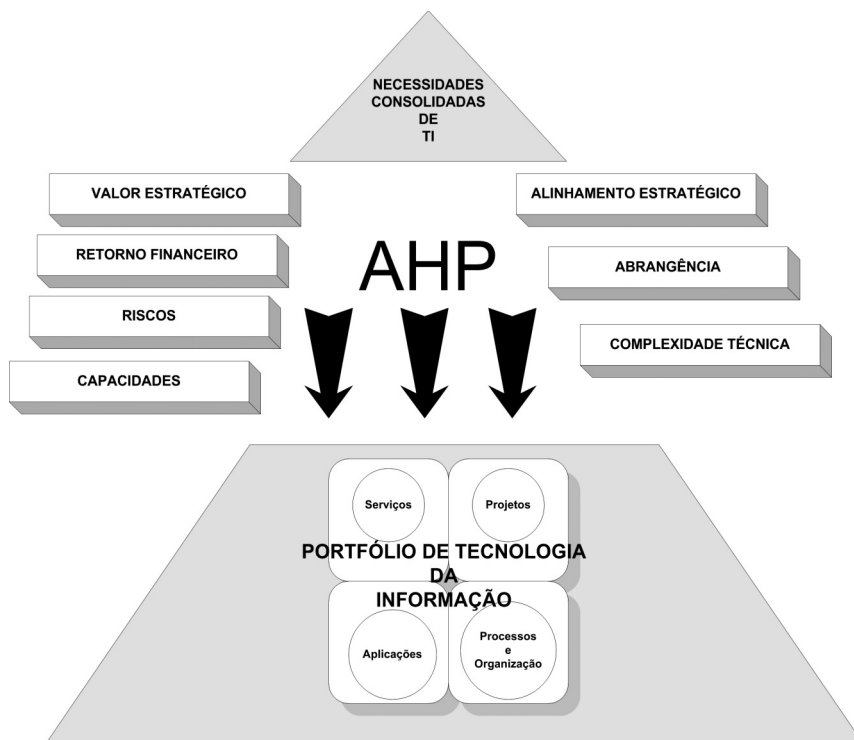 NECESSIDADES
CONSOLIDADAS
DE
TI
VALOR ESTRATÉGICO
ALINHAMENTO ESTRATÉGICO
RETORNO FINANCEIRO
AHP
ABRANGÊNCIA
RISCOS
COMPLEXIDADE TÉCNICA
CAPACIDADES
Serviços
Projetos
PORTFÓLIO DE TECNOLOGIA
DA
INFORMAÇÃO
Aplicações
Processos
e
Organização